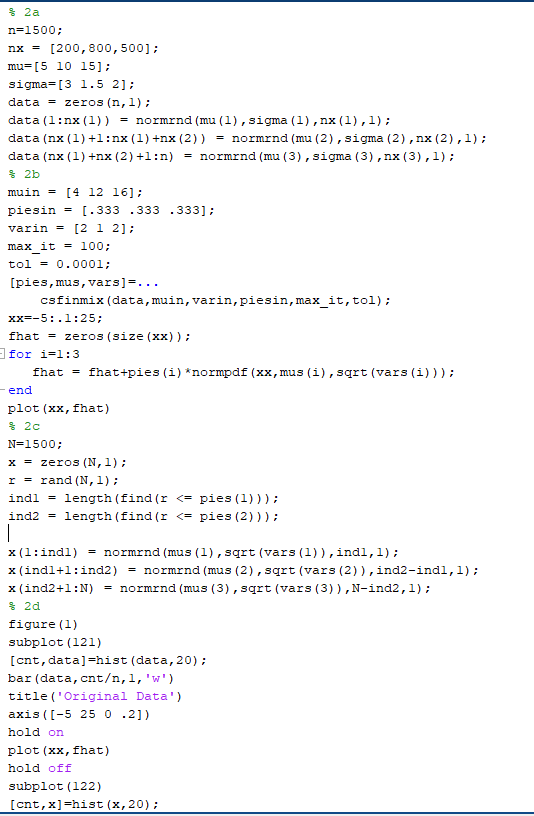 % 2a
n=1500;
nx = [200,800,500];
mu=[5 10 15];
sigma=[3 1.5 2];
data = zeros(n,1);
data(1:nx(1)) = normrnd(mu(1),sigma(1),nx(1),1);
data(nx(1)+1:nx(1)+nx(2)) = normrnd(mu(2),sigma(2),nx(2),1);
data(nx(1)+nx(2)+1:n) = normrnd(mu(3),sigma(3),nx(3),1);
% 2b
muin = [4 12 16];
piesin = [.333 .333 .333];
varin = [2 1 2];
max_it = 100;
tol = 0.0001;
[pies,mus,vars]=...
    csfinmix(data,muin,varin,piesin,max_it,tol);
xx=-5:.1:25;
fhat = zeros(size(xx));
for i=1:3
   fhat = fhat+pies(i)*normpdf(xx,mus(i),sqrt(vars(i)));
end
plot(xx,fhat)
% 2c
N=1500;
x = zeros(N,1);
r = rand(N,1);
ind1 = length(find(r <= pies(1)));
ind2 = length(find(r <= pies(2)));
x(1:ind1) = normrnd(mus(1),sqrt(vars(1)),ind1,1);
x(ind1+1:ind2) = normrnd(mus(2),sqrt(vars(2)),ind2-ind1,1);
x(ind2+1:N) = normrnd(mus(3),sqrt(vars(3)),N-ind2,1);
% 2d
figure(1)
subplot(121)
[cnt,data]=hist(data,20);
bar(data,cnt/n,1,'w')
title('Original Data')
axis([-5 25 0 .2])
hold on
plot(xx,fhat)
hold off
subplot(122)
[cnt,x]=hist(x,20);